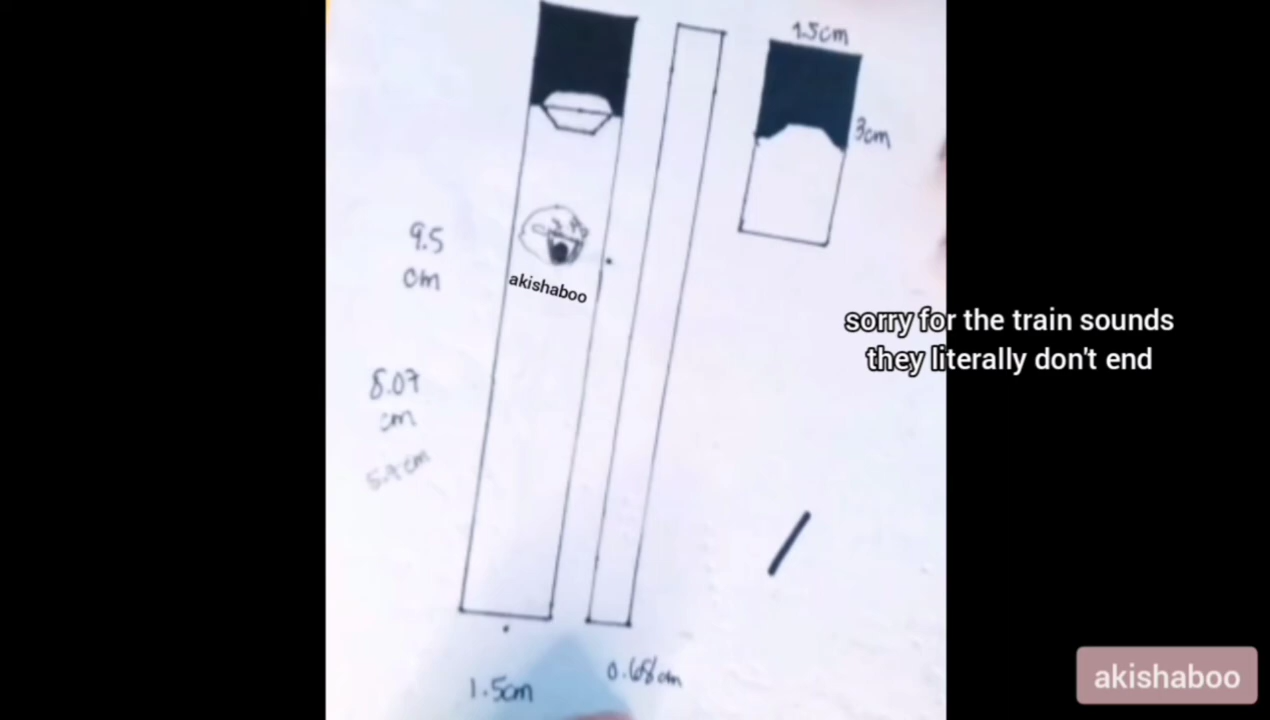 1.5cm
3cm
9.5
cm
akishaboo
sorry for the train sounds
they literally don't end
8.07
cm
0.68cm
1.5cm
akishaboo